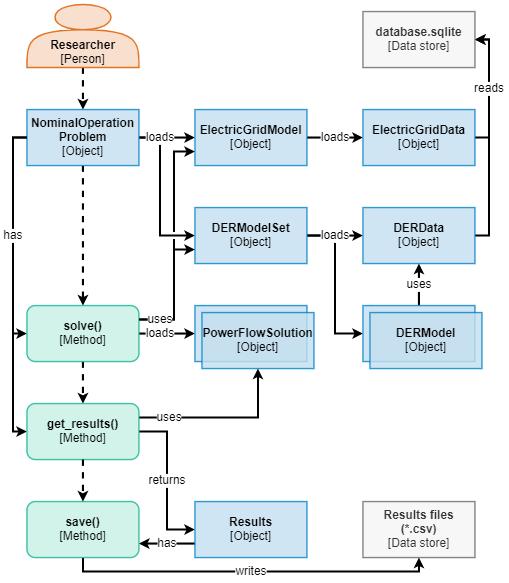 Researcher
[Person]
database.sqlite
[Data store]
reads
NominalOperation
Problem
[Object]
loads
ElectricGridModel
[Object]
loads
ElectricGridData
[Object]
has
DERModelSet
[Object]
loads
DERData
[Object]
uses
solve()
[Method]
uses
loads
PowerFlowSolution
[Object]
DERModel
[Object]
get_results()
[Method]
uses
returns
save()
[Method]
has
Results
[Object]
Results files
(*.csv)
[Data store]
writes